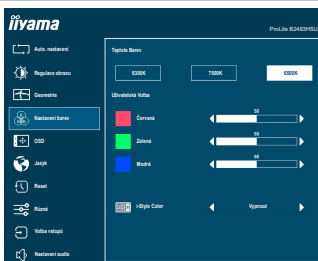 iiyama
ProLite B2483HSU
Auto. nastavení
Regulace obrazu
Geometrie
Nastavení barev
OSD
Jazyk
Reset
Různé
Volba vstupů
Nastavení audio
Teplota Barev
9300K
7500K
6500K
Uživatelská Volba
Červená
50
Zelená
50
Modrá
50
i-Style Color
Vypnout